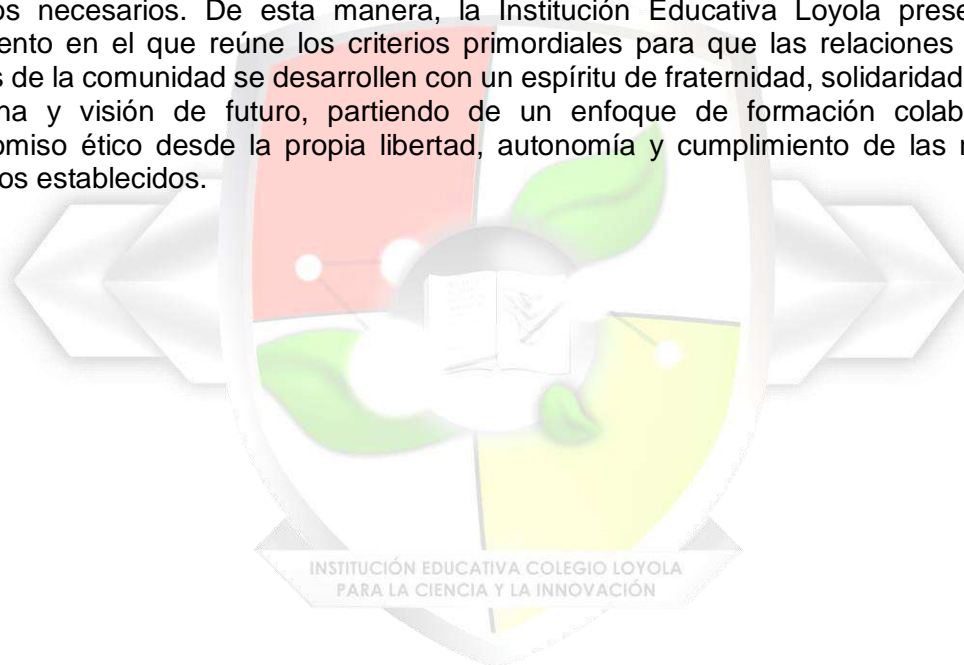 os necesarios. De esta manera, la Institución Educativa Loyola prese
ento en el que reúne los criterios primordiales para que las relaciones
s de la comunidad se desarrollen con un espíritu de fraternidad, solidaridad
na y visión de futuro, partiendo de un enfoque de formación colab
omiso ético desde la propia libertad, autonomía y cumplimiento de las
os establecidos.
INSTITUCIÓN EDUCATIVA COLEGIO LOYOLA
PARA LA CIENCIA Y LA INNOVACIÓN